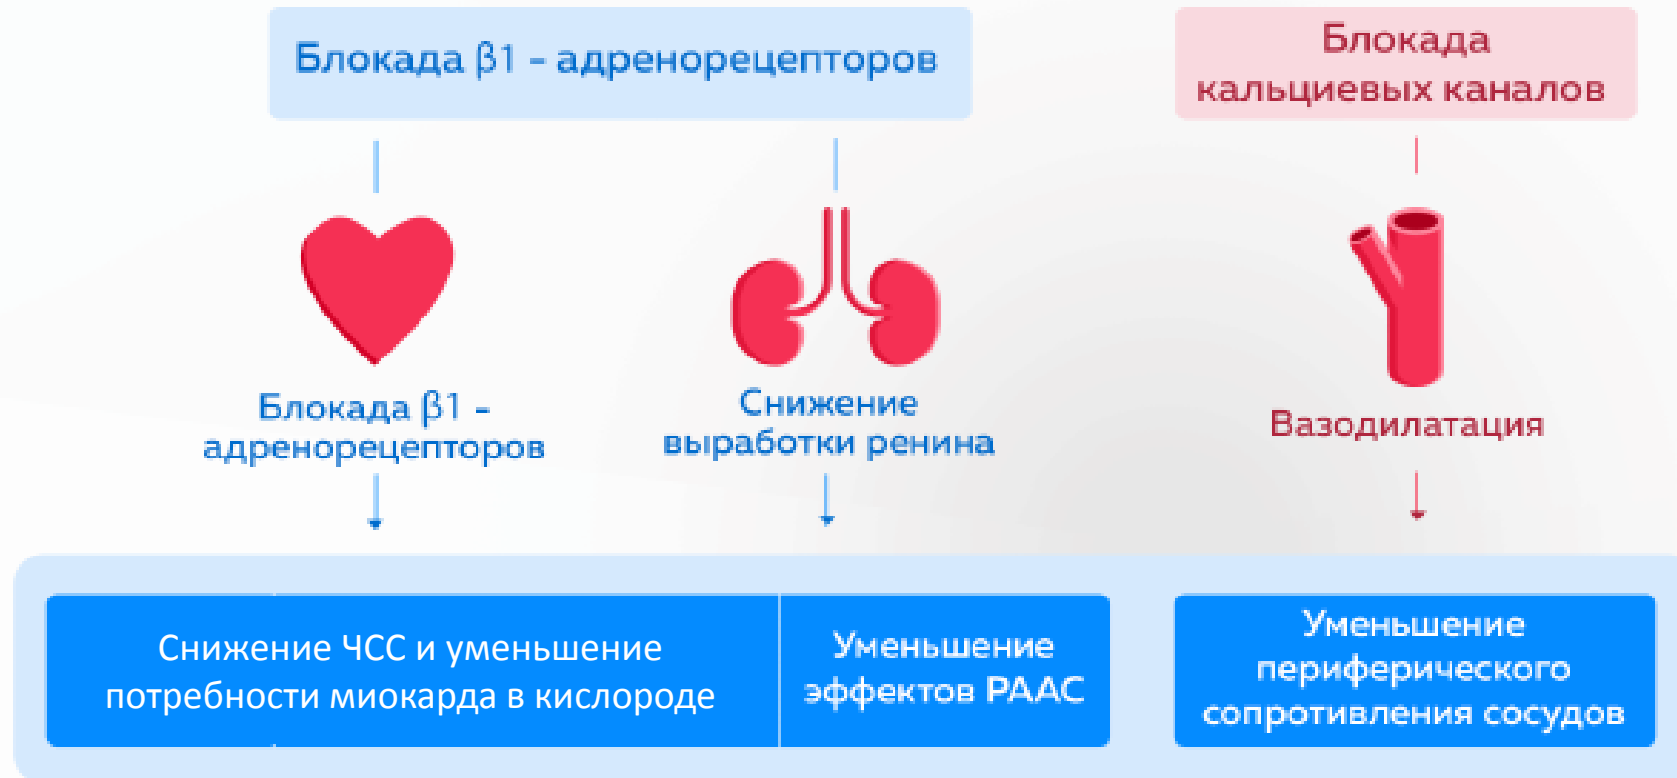 Блокада β1 - адренорецепторов
Блокада
кальциевых каналов
Блокада β1 -
адренорецепторов
Снижение
выработки ренина
Вазодилатация
Снижение ЧСС и уменьшение
потребности миокарда в кислороде
Уменьшение
эффектов РААС
Уменьшение
периферического
сопротивления сосудов